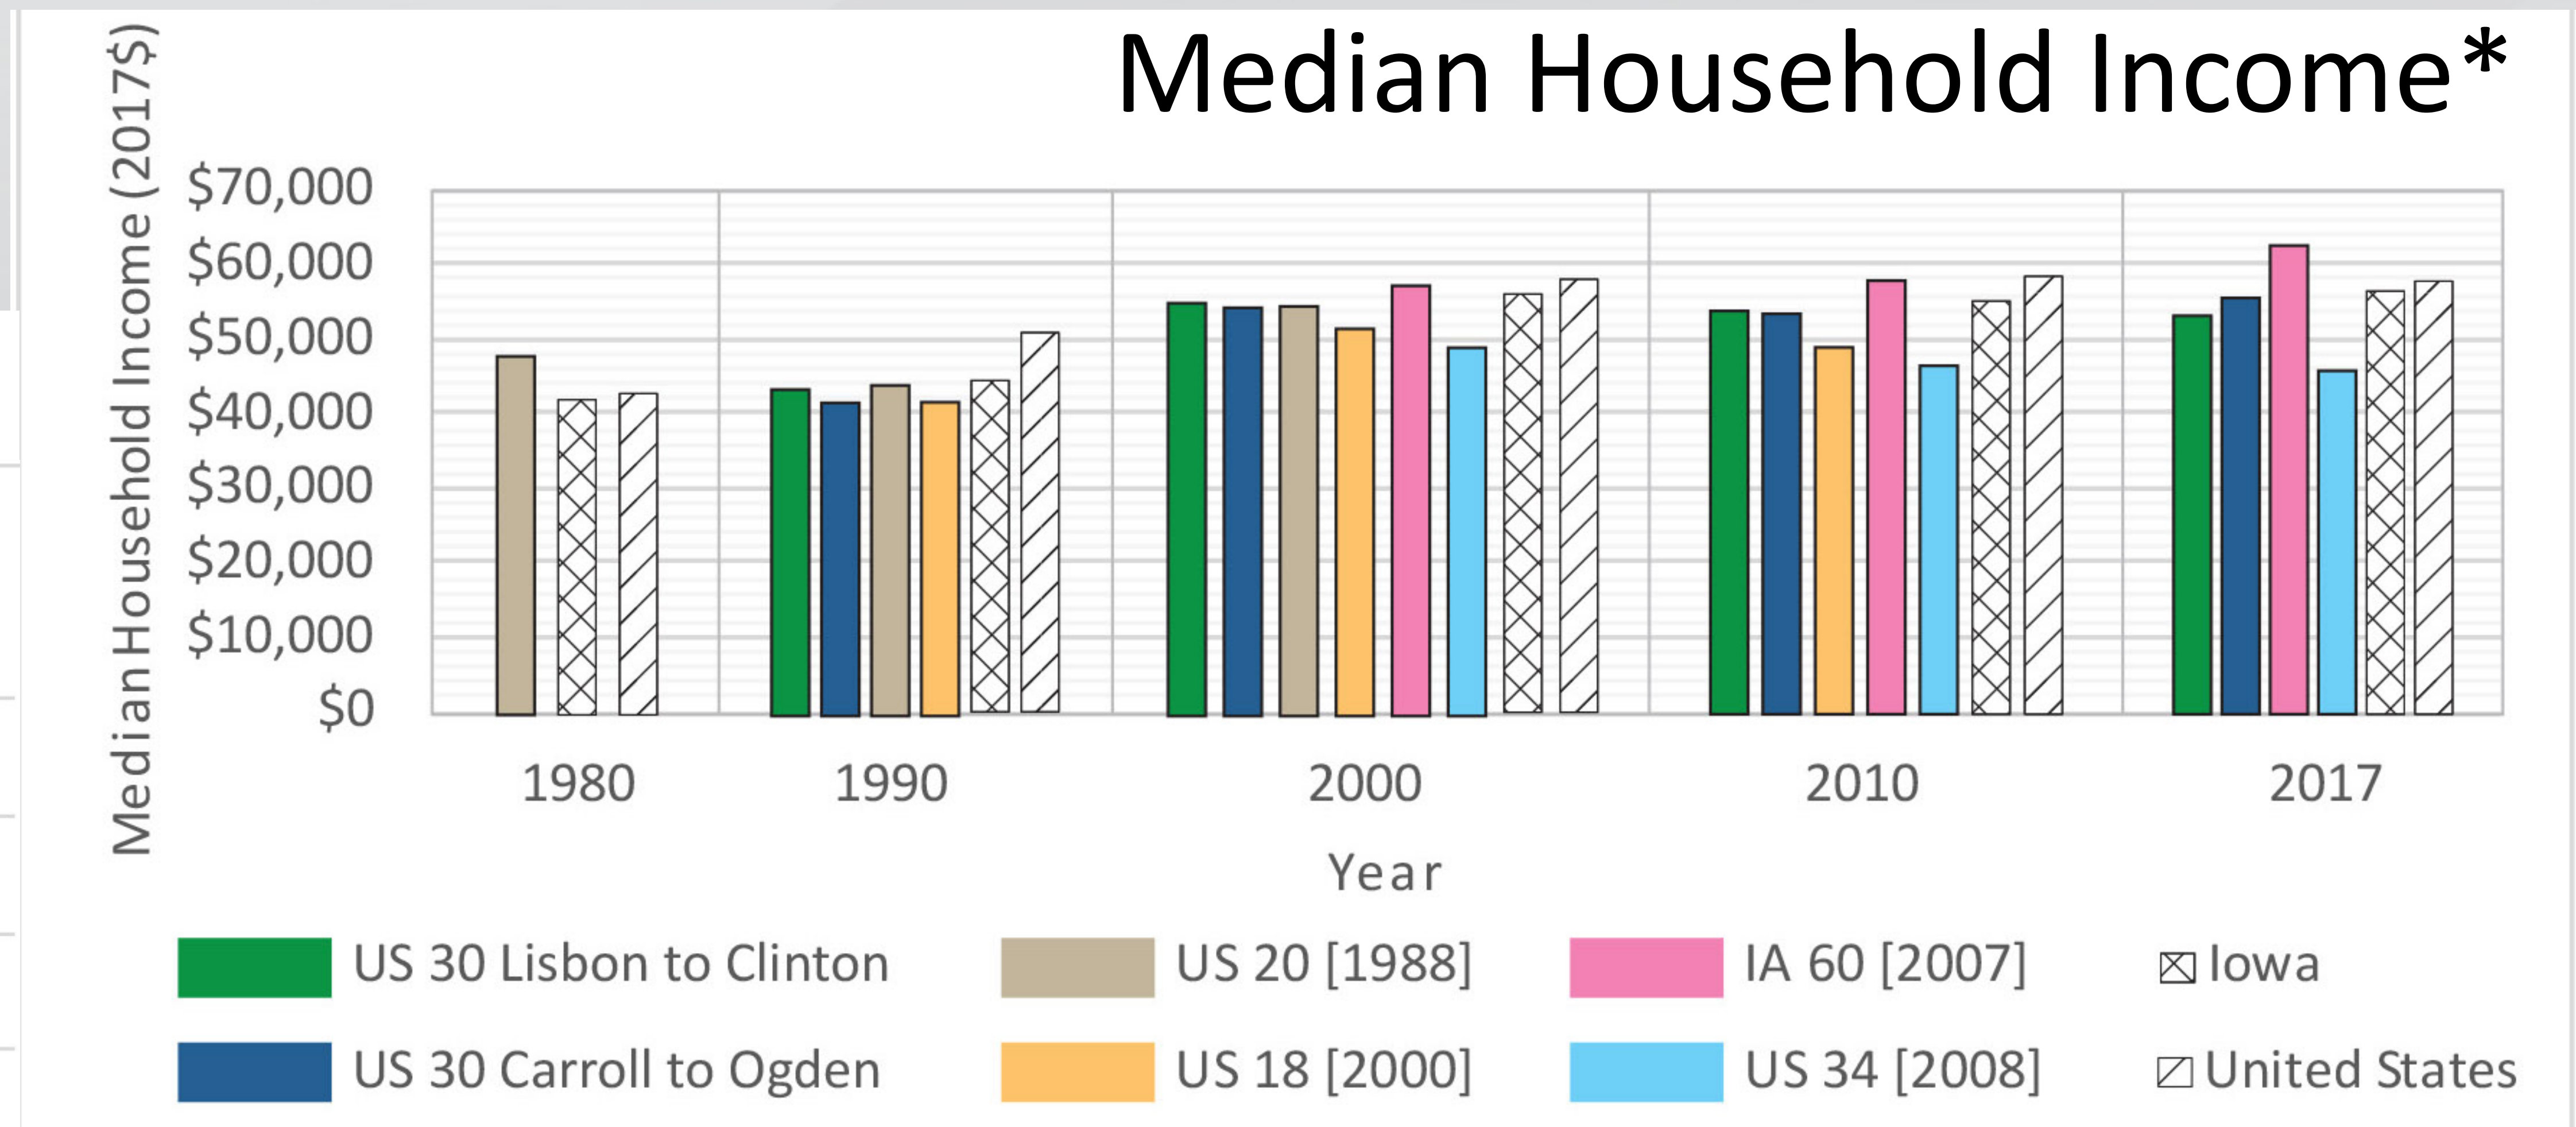 Median Household Income*
Median Household Income (2017$)
$70,000
$60,000
$50,000
$40,000
$30,000
$20,000
$10,000
$0
1980 1990 2000 2010 2017
Year
US 30 Lisbon to Clinton US 20 [1988] IA 60 [2007] Iowa
US 30 Carroll to Ogden US 18 [2000] US 34 [2008] United States